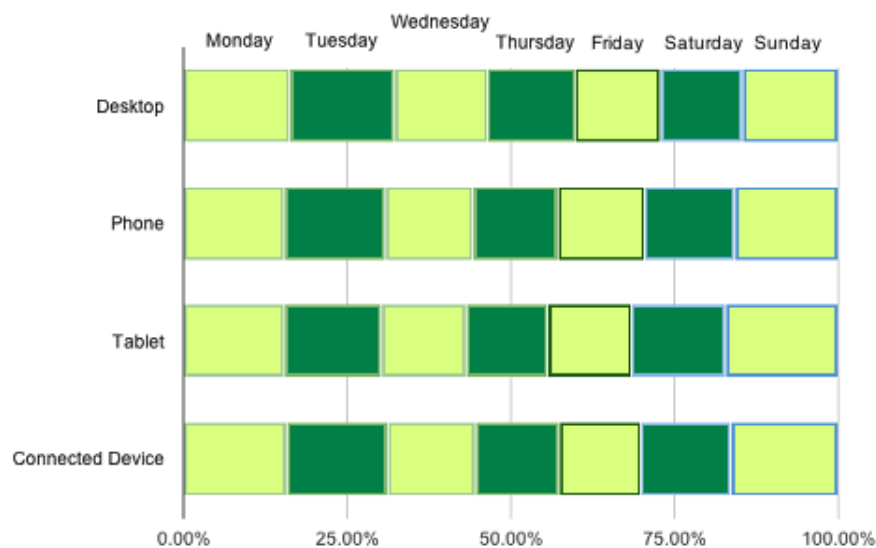 Wednesday
Monday Tuesday Thursday Friday Saturday Sunday
Desktop
Phone
Tablet
Connected Device
0.00% 25.00% 50.00% 75.00% 100.00%